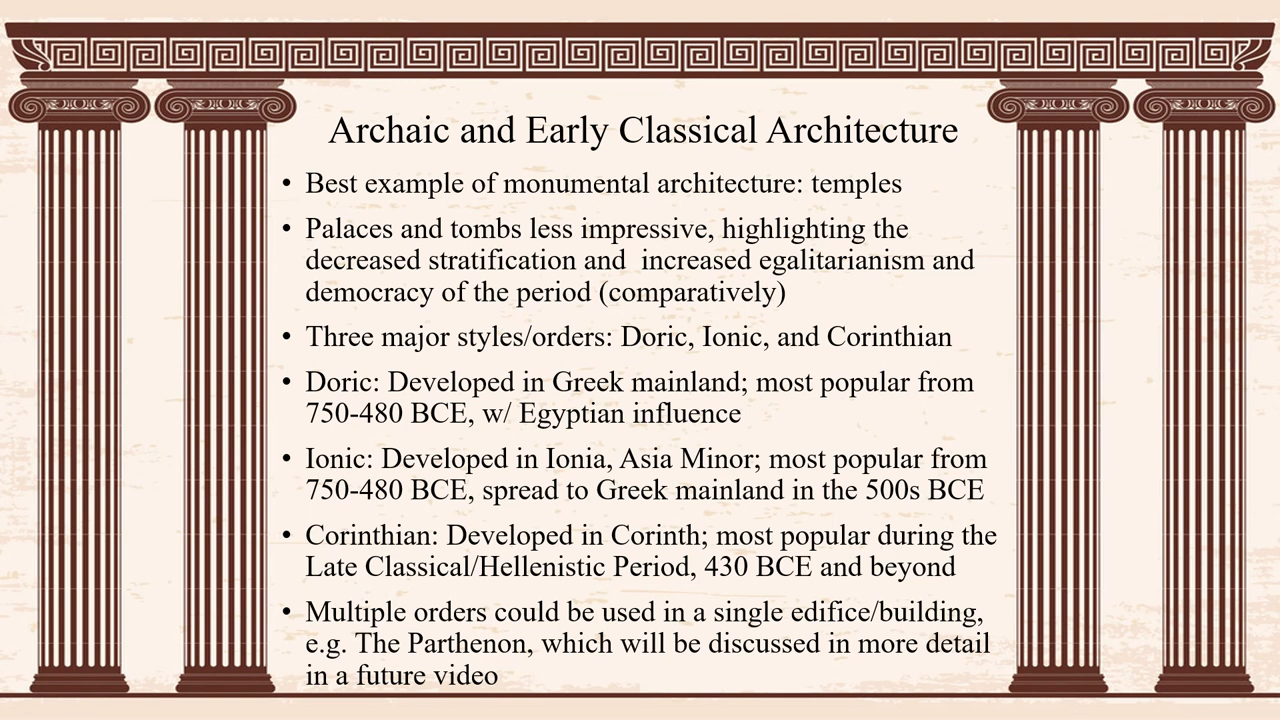 Archaic and Early Classical Architecture
• Best example of monumental architecture: temples
• Palaces and tombs less impressive, highlighting the
decreased stratification and  increased egalitarianism and
democracy of the period (comparatively)
• Three major styles/orders: Doric, Ionic, and Corinthian
• Doric: Developed in Greek mainland; most popular from
750-480 BCE, w/ Egyptian influence
• Ionic: Developed in Ionia, Asia Minor; most popular from
750-480 BCE, spread to Greek mainland in the 500s BCE
• Corinthian: Developed in Corinth; most popular during the
Late Classical/Hellenistic Period, 430 BCE and beyond
• Multiple orders could be used in a single edifice/building,
e.g. The Parthenon, which will be discussed in more detail
in a future video